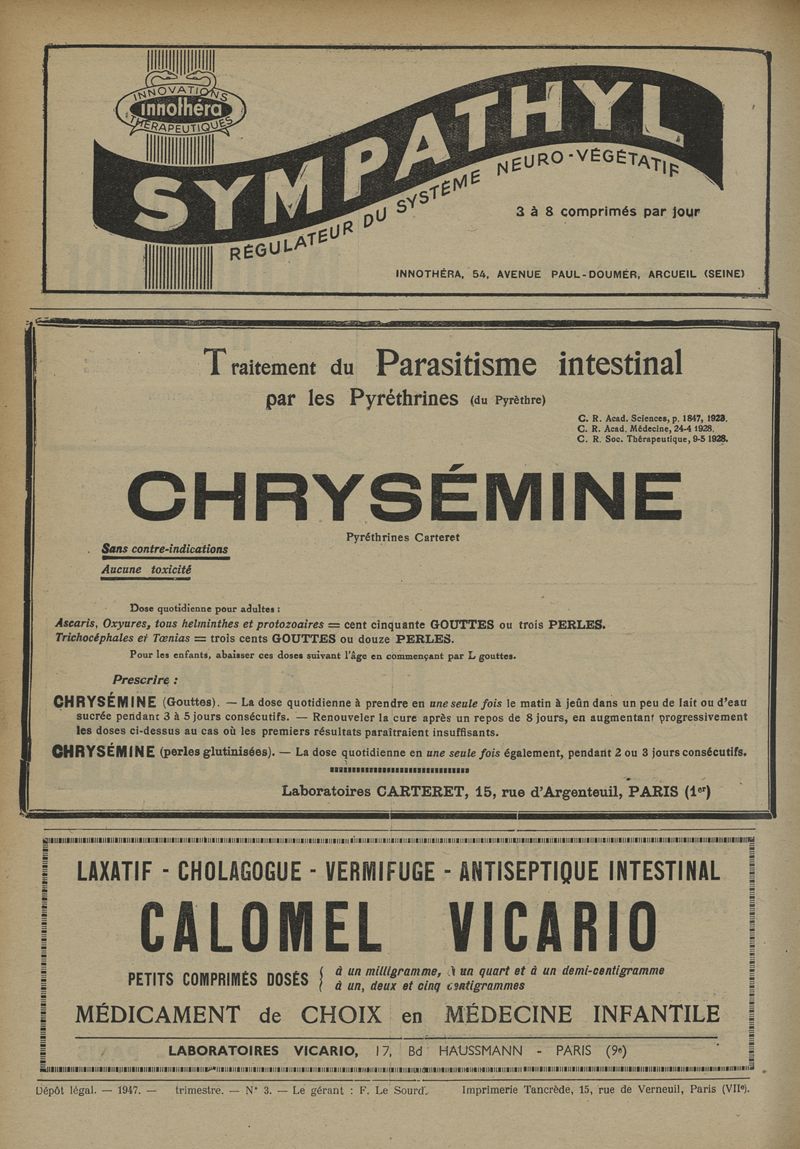 INNOVATIONS
innothéra
THÉRAPEUTIQUES
SYMPATHYL
RÉGULATEUR DU SYSTÈME NEURO-VÉGÉTATIF
3 à 8 comprimés par jour
INNOTHÉRA, 54, AVENUE PAUL-DOUMER, ARCUEIL (SEINE)
Traitement du Parasitisme intestinal
par les Pyréthrines (du Pyrèthre)
C. R. Acad. Sciences, p. 1847, 1923.
C. R. Acad. Médecine, 24-4 1928.
C. R. Soc. Thérapeutique, 9-5 1928.
CHRYSÉMINE
Pyréthrines Carteret
Sans contre-indications
Aucune toxicité
Dose quotidienne pour adultes :
Ascaris, Oxyures, tous helminthes et protozoaires = cent cinquante GOUTTES ou trois PERLES.
Trichocéphales et Tœnias = trois cents GOUTTES ou douze PERLES.
Pour les enfants, abaisser ces doses suivant l'âge en commençant par L gouttes.
Prescrire :
CHRYSÉMINE (Gouttes). — La dose quotidienne à prendre en une seule fois le matin à jeûn dans un peu de lait ou d'eau
sucrée pendant 3 à 5 jours consécutifs. — Renouveler la cure après un repos de 8 jours, en augmentant progressivement
les doses ci-dessus au cas où les premiers résultats paraîtraient insuffisants.
CHRYSÉMINE (perles glutinisées). — La dose quotidienne en une seule fois également, pendant 2 ou 3 jours consécutifs.
Laboratoires CARTERET, 15, rue d'Argenteuil, PARIS (1er)
LAXATIF - CHOLAGOGUE - VERMIFUGE - ANTISEPTIQUE INTESTINAL
CALOMEL VICARIO
PETITS COMPRIMÉS DOSÉS { à un milligramme, à un quart et à un demi-centigramme
à un, deux et cinq centigrammes
MÉDICAMENT de CHOIX en MÉDECINE INFANTILE
LABORATOIRES VICARIO, 17, Bd HAUSSMANN - PARIS (9e)
Dépôt légal. — 1947. — trimestre. — N° 3. — Le gérant : F. Le Sourd. Imprimerie Tancrède, 15, rue de Verneuil, Paris (VIIe).